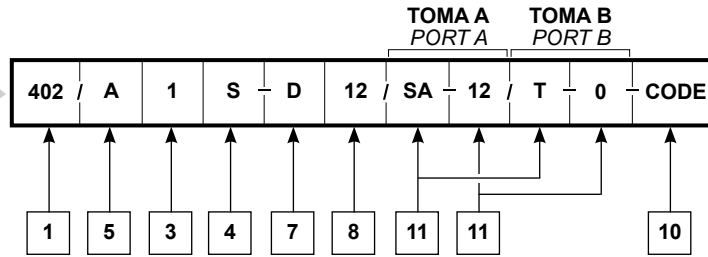 TOMA A TOMA B
PORT A PORT B
402 / A 1 S - D 12 / SA - 12 / T - 0 - CODE
1 5 3 4 7 8 11 11 10